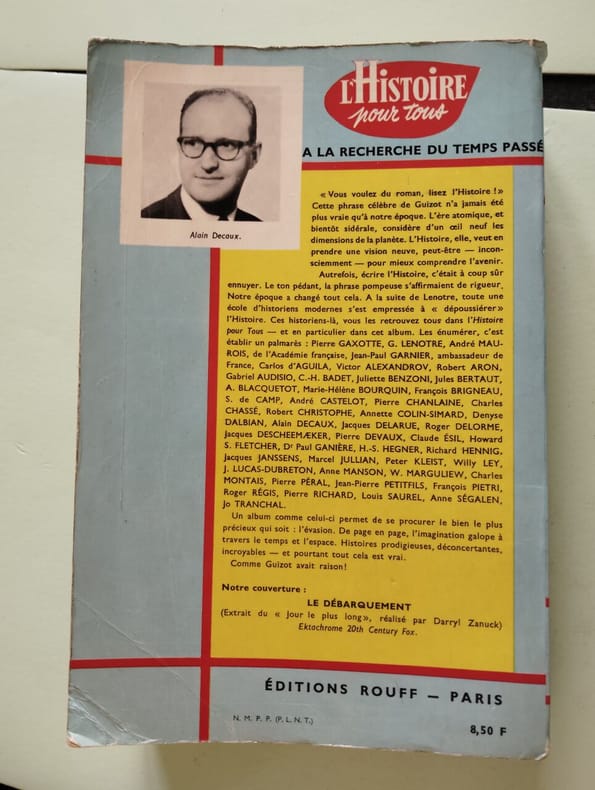 L'HISTOIRE
pour tous
A LA RECHERCHE DU TEMPS PASSÉ
Alain Decaux.
« Vous voulez du roman, lisez l'Histoire ! »
Cette phrase célèbre de Guizot n'a jamais été
plus vraie qu'à notre époque. L'ère atomique, et
bientôt sidérale, considère d'un œil neuf les
dimensions de la planète. L'Histoire, elle, veut en
prendre une vision neuve, peut-être — incon-
sciemment — pour mieux comprendre l'avenir.
Autrefois, écrire l'Histoire, c'était à coup sûr
ennuyer. Le ton pédant, la phrase pompeuse s'affirmaient de rigueur.
Notre époque a changé tout cela. A la suite de Lenotre, toute une
école d'historiens modernes s'est empressée à « dépoussiérer »
l'Histoire. Ces historiens-là, vous les retrouvez tous dans l'Histoire
pour Tous — et en particulier dans cet album. Les énumérer, c'est
établir un palmarès : Pierre GAXOTTE, G. LENOTRE, André MAU-
ROIS, de l'Académie française, Jean-Paul GARNIER, ambassadeur de
France, Carlos d'AGUILA, Victor ALEXANDROV, Robert ARON,
Gabriel AUDISIO, C.-H. BADET, Juliette BENZONI, Jules BERTAUT,
A. BLACQUETOT, Marie-Hélène BOURQUIN, François BRIGNEAU,
S. de CAMP, André CASTELOT, Pierre CHANLAINE, Charles
CHASSÉ, Robert CHRISTOPHE, Annette COLIN-SIMARD, Denyse
DALBIAN, Alain DECAUX, Jacques DELARUE, Roger DELORME,
Jacques DESCHEEMÆKER, Pierre DEVAUX, Claude ÉSIL, Howard
S. FLETCHER, Dr Paul GANIÈRE, H.-S. HEGNER, Richard HENNIG,
Jacques JANSSENS, Marcel JULLIAN, Peter KLEIST, Willy LEY,
J. LUCAS-DUBRETON, Anne MANSON, W. MARGULIEW, Charles
MONTAIS, Pierre PÉRAL, Jean-Pierre PETITFILS, François PIETRI,
Roger RÉGIS, Pierre RICHARD, Louis SAUREL, Anne SÉGALEN,
Jo TRANCHAL.
Un album comme celui-ci permet de se procurer le bien le plus
précieux qui soit : l'évasion. De page en page, l'imagination galope à
travers le temps et l'espace. Histoires prodigieuses, déconcertantes,
incroyables — et pourtant tout cela est vrai.
Comme Guizot avait raison!
Notre couverture :
LE DÉBARQUEMENT
(Extrait du « Jour le plus long », réalisé par Darryl Zanuck)
Ektachrome 20th Century Fox.
ÉDITIONS ROUFF — PARIS
N. M. P. P. (P.L.N.T.)
8,50 F